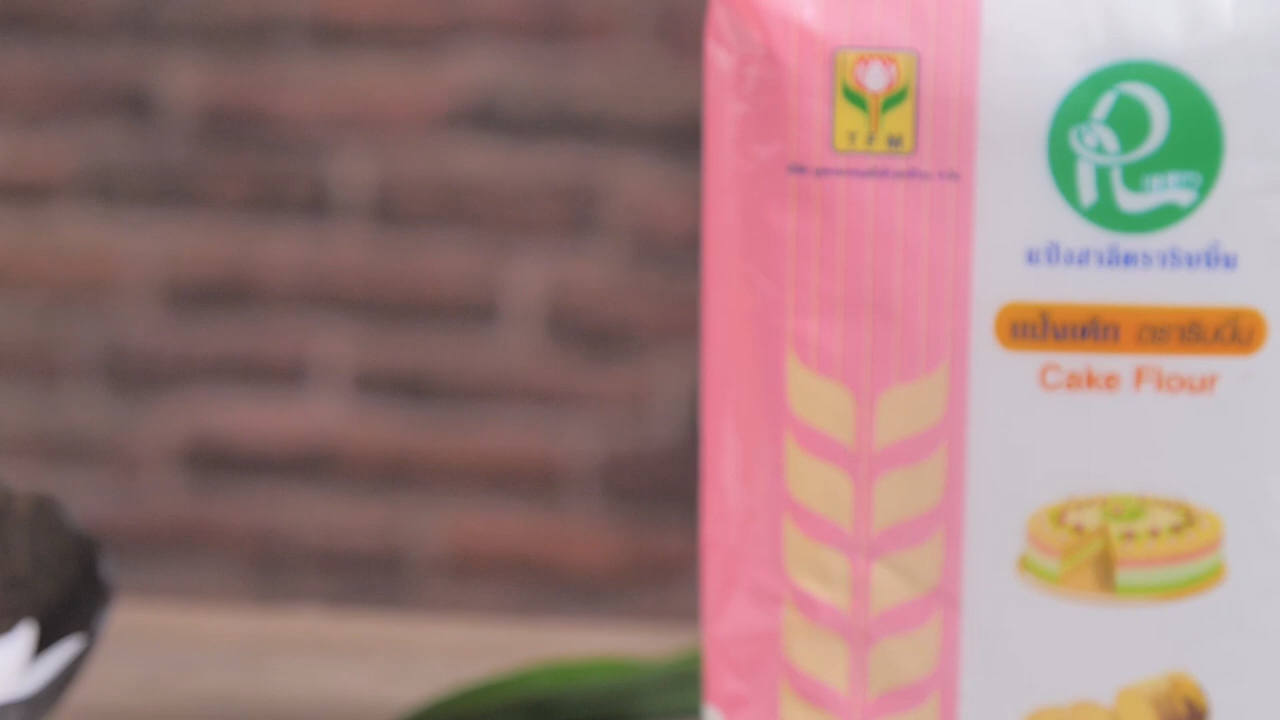 TFM
แป้งสาลีตราริบบิ้น
แป้งเค้ก ตราริบบิ้น
Cake Flour